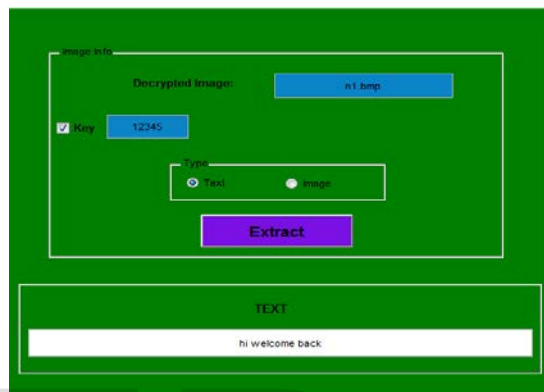 Image Info
Decrypted Image: n1.bmp
Key 12345
Type
Text Image
Extract
TEXT
hi welcome back